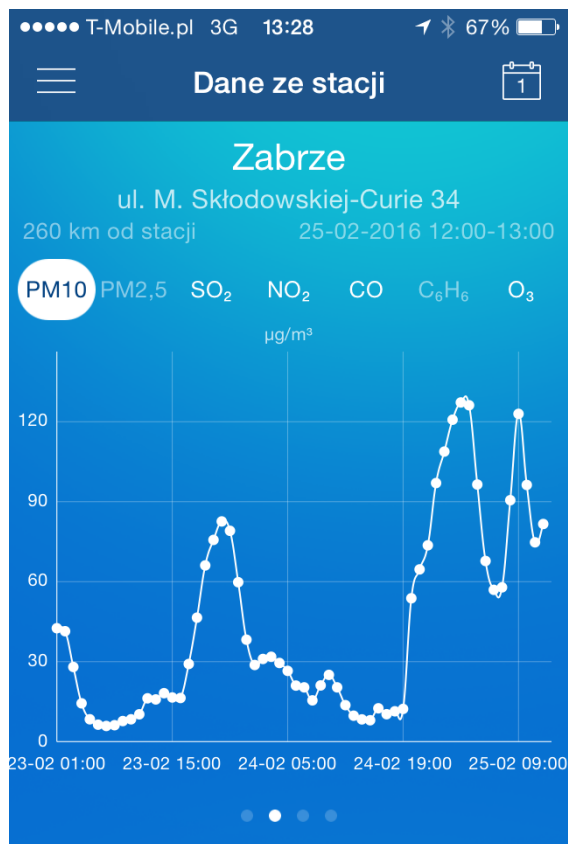 T-Mobile.pl 3G 13:28 67%
Dane ze stacji 1
Zabrze
ul. M. Skłodowskiej-Curie 34
260 km od stacji 25-02-2016 12:00-13:00
PM10 PM2,5 SO₂ NO₂ CO C₆H₆ O₃
µg/m³
120
90
60
30
0
23-02 01:00 23-02 15:00 24-02 05:00 24-02 19:00 25-02 09:00